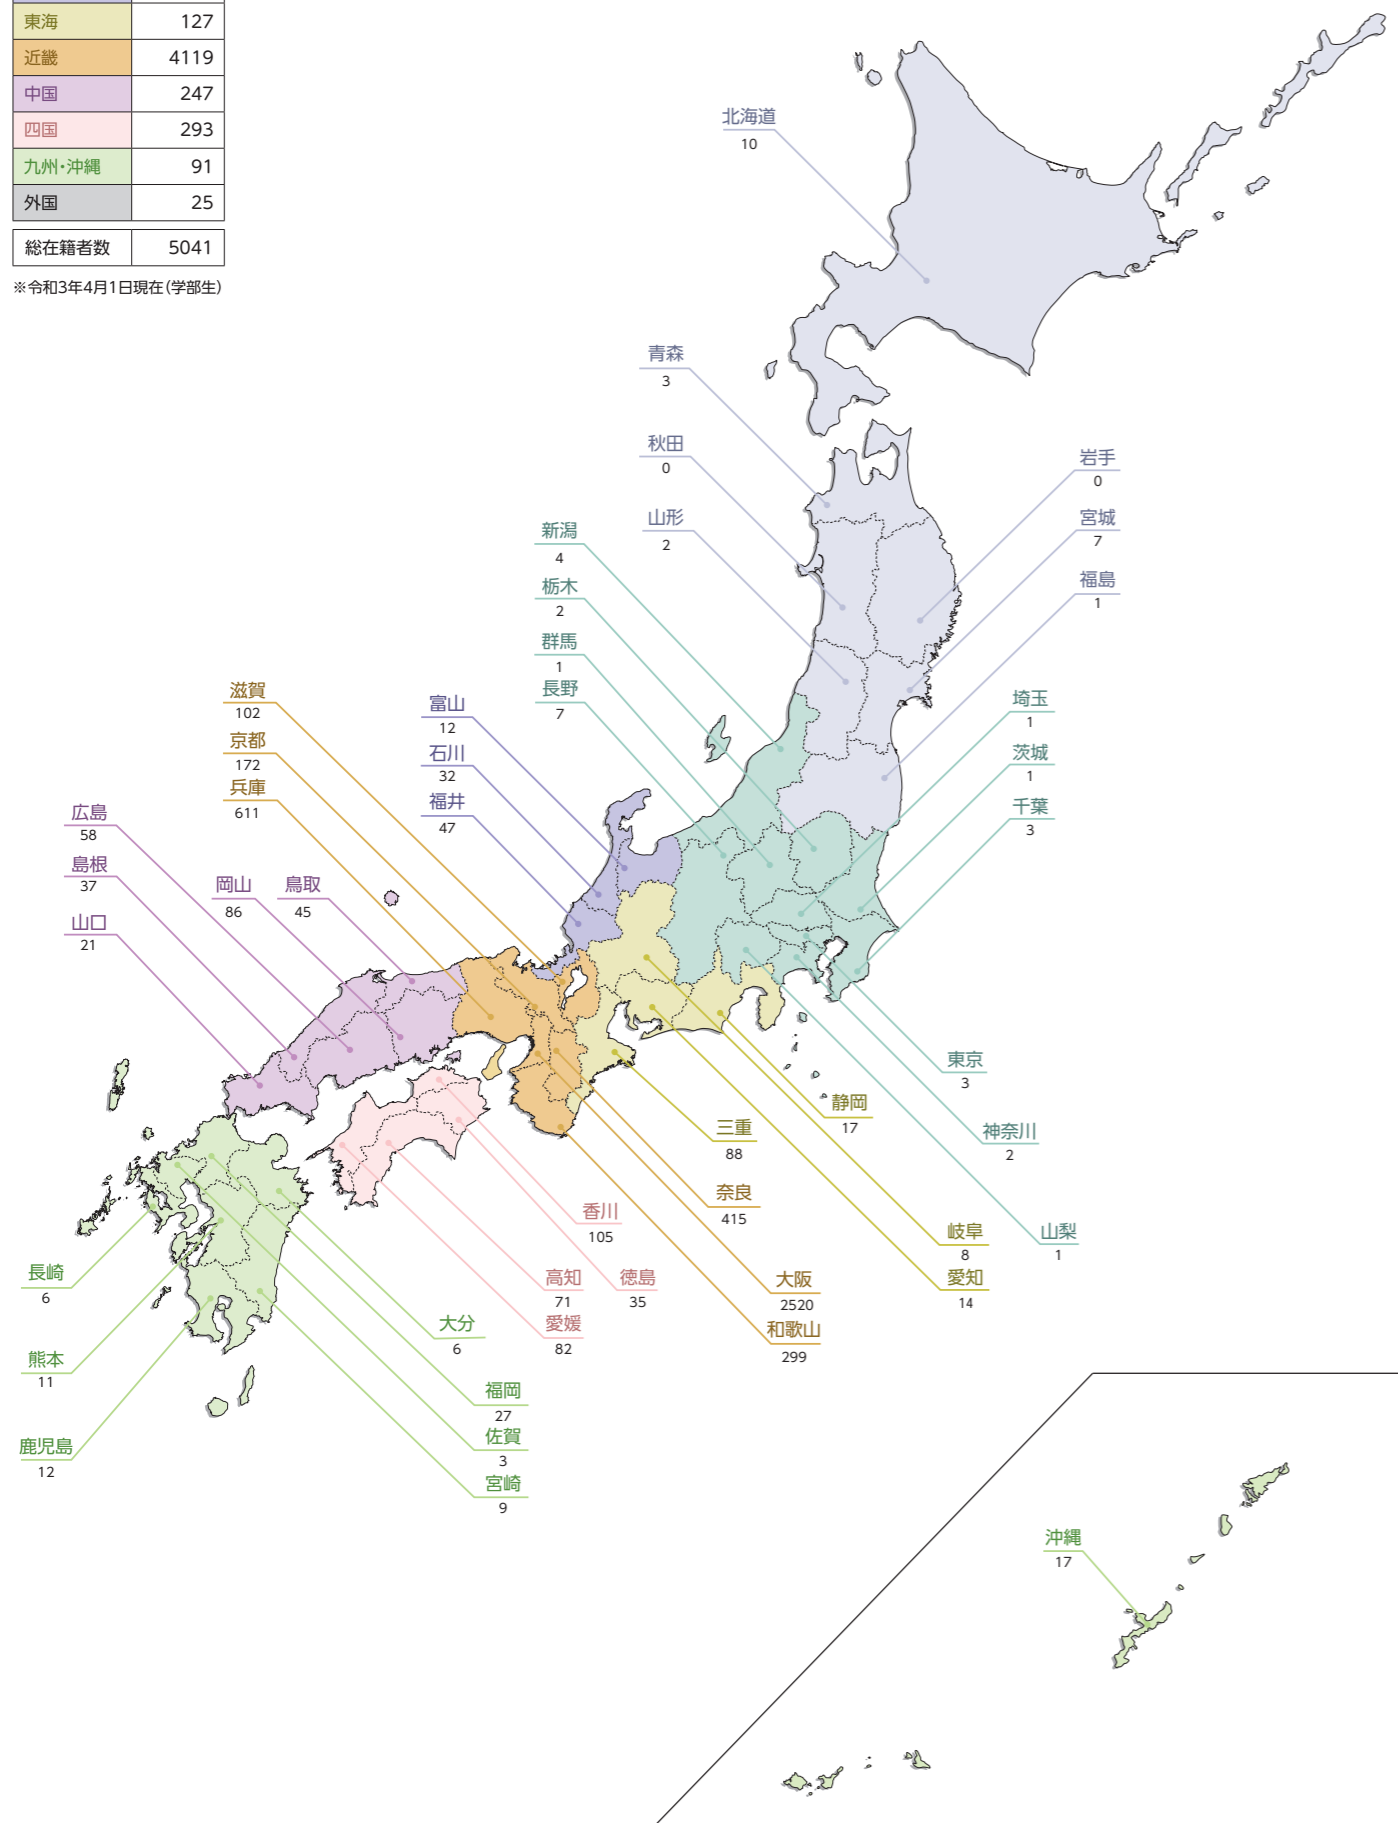 東海 127
近畿 4119
中国 247
四国 293
九州・沖縄 91
外国 25
総在籍者数 5041
※令和3年4月1日現在(学部生)
北海道
10
青森
3
秋田
0
岩手
0
山形
2
宮城
7
新潟
4
福島
1
栃木
2
群馬
1
長野
7
滋賀
102
富山
12
埼玉
1
京都
172
石川
32
茨城
1
兵庫
611
福井
47
千葉
3
広島
58
島根
37
岡山
86
鳥取
45
山口
21
東京
3
静岡
17
三重
88
神奈川
2
奈良
415
香川
105
岐阜
8
山梨
1
長崎
6
高知
71
徳島
35
大阪
2520
愛知
14
大分
6
愛媛
82
和歌山
299
熊本
11
福岡
27
佐賀
3
鹿児島
12
宮崎
9
沖縄
17